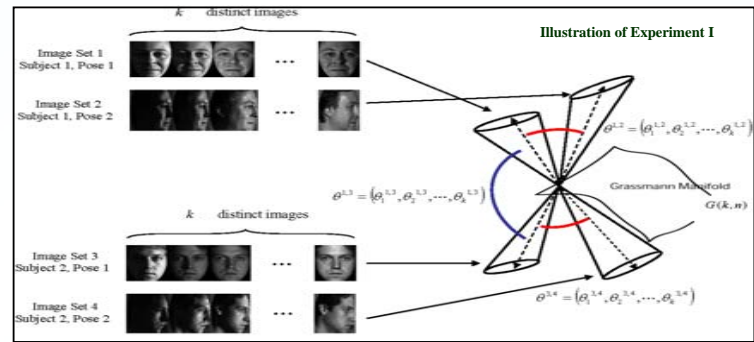 k distinct images
Illustration of Experiment I
Image Set 1
Subject 1, Pose 1
...
Image Set 2
Subject 1, Pose 2
...
θ^{1,2} = (θ_1^{1,2}, θ_2^{1,2}, ..., θ_k^{1,2})
θ^{1,3} = (θ_1^{1,3}, θ_2^{1,3}, ..., θ_k^{1,3})
Grassmann Manifold
G(k,n)
k distinct images
Image Set 3
Subject 2, Pose 1
...
Image Set 4
Subject 2, Pose 2
...
θ^{3,4} = (θ_1^{3,4}, θ_2^{3,4}, ..., θ_k^{3,4})